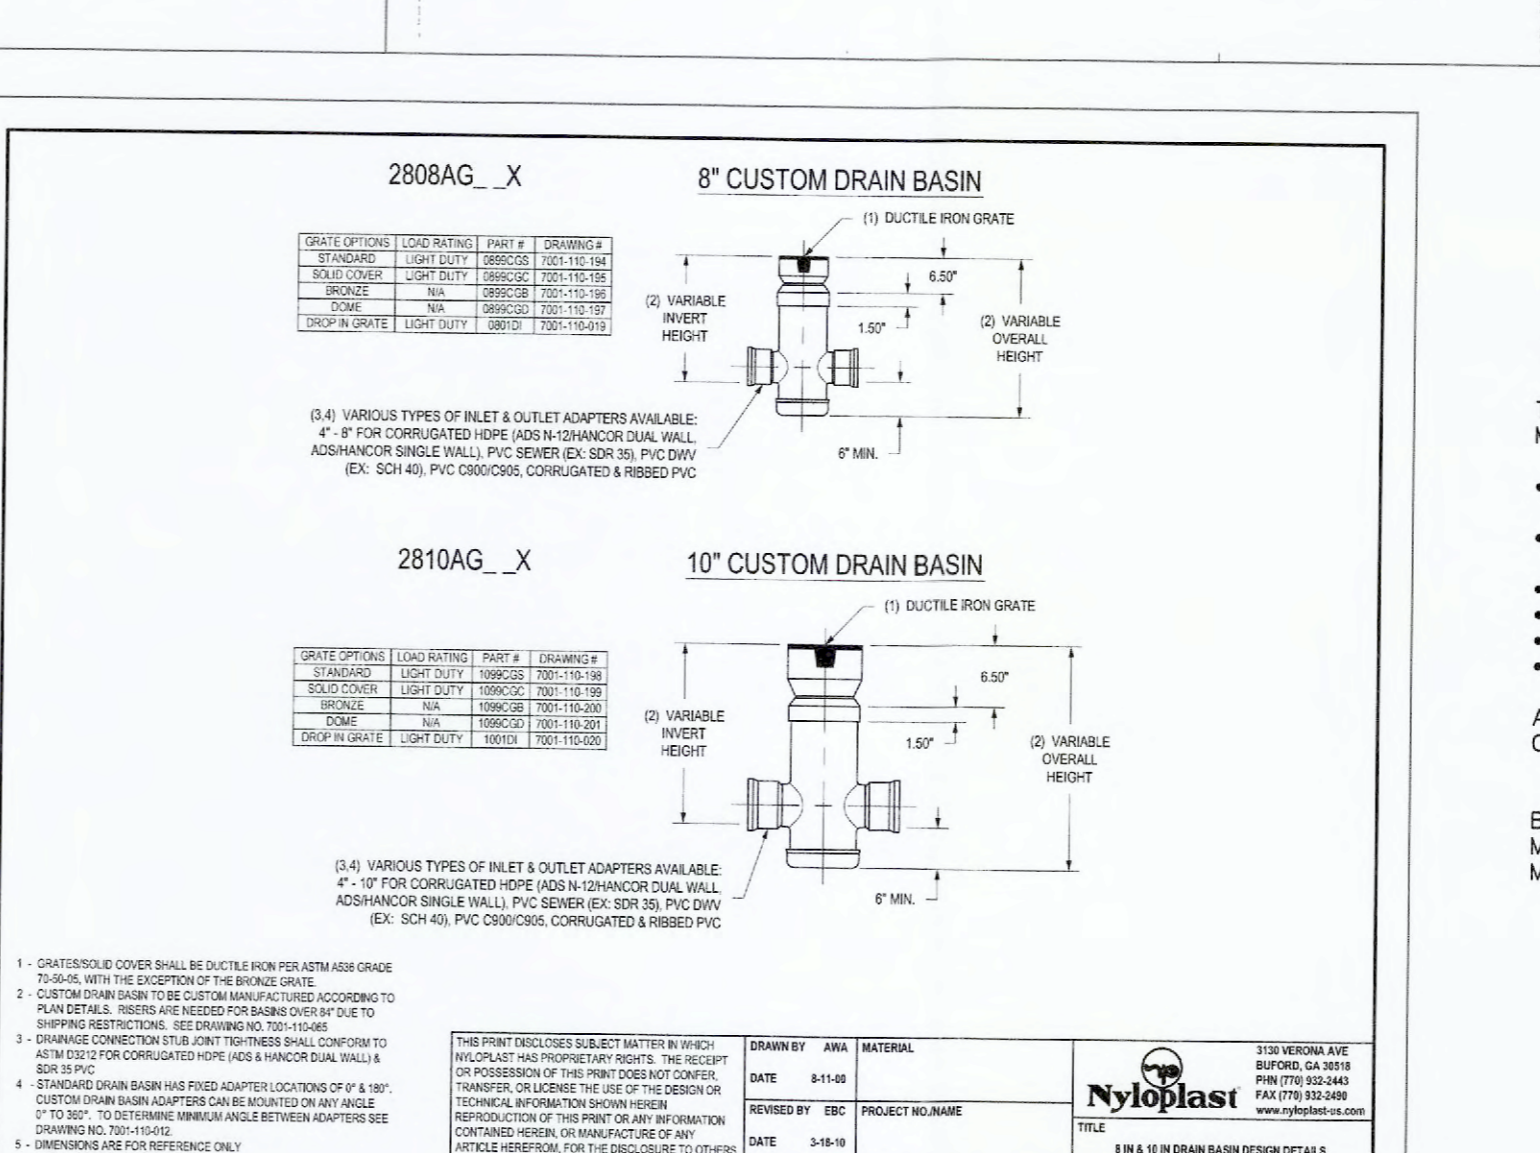 2808AG_ _X
8" CUSTOM DRAIN BASIN
(1) DUCTILE IRON GRATE
GRATE OPTIONS LOAD RATING PART # DRAWING #
STANDARD LIGHT DUTY 0899CGS 7001-110-194
SOLID COVER LIGHT DUTY 0899CGC 7001-110-195
BRONZE N/A 0899CGB 7001-110-196
DOME N/A 0899CGD 7001-110-197
DROP IN GRATE LIGHT DUTY 0801DI 7001-110-019
(2) VARIABLE
INVERT
HEIGHT
6.50"
1.50"
(2) VARIABLE
OVERALL
HEIGHT
(3,4) VARIOUS TYPES OF INLET & OUTLET ADAPTERS AVAILABLE:
4" - 8" FOR CORRUGATED HDPE (ADS N-12/HANCOR DUAL WALL,
ADS/HANCOR SINGLE WALL), PVC SEWER (EX: SDR 35), PVC DWV
(EX: SCH 40), PVC C900/C905, CORRUGATED & RIBBED PVC
6" MIN.
2810AG_ _X
10" CUSTOM DRAIN BASIN
(1) DUCTILE IRON GRATE
GRATE OPTIONS LOAD RATING PART # DRAWING #
STANDARD LIGHT DUTY 1099CGS 7001-110-198
SOLID COVER LIGHT DUTY 1099CGC 7001-110-199
BRONZE N/A 1099CGB 7001-110-200
DOME N/A 1099CGD 7001-110-201
DROP IN GRATE LIGHT DUTY 1001DI 7001-110-020
(2) VARIABLE
INVERT
HEIGHT
6.50"
1.50"
(2) VARIABLE
OVERALL
HEIGHT
(3,4) VARIOUS TYPES OF INLET & OUTLET ADAPTERS AVAILABLE:
4" - 10" FOR CORRUGATED HDPE (ADS N-12/HANCOR DUAL WALL,
ADS/HANCOR SINGLE WALL), PVC SEWER (EX: SDR 35), PVC DWV
(EX: SCH 40), PVC C900/C905, CORRUGATED & RIBBED PVC
6" MIN.
1 - GRATES/SOLID COVER SHALL BE DUCTILE IRON PER ASTM A536 GRADE
70-50-05, WITH THE EXCEPTION OF THE BRONZE GRATE.
2 - CUSTOM DRAIN BASIN TO BE CUSTOM MANUFACTURED ACCORDING TO
PLAN DETAILS. RISERS ARE NEEDED FOR BASINS OVER 84" DUE TO
SHIPPING RESTRICTIONS. SEE DRAWING NO. 7001-110-065
3 - DRAINAGE CONNECTION STUB JOINT TIGHTNESS SHALL CONFORM TO
ASTM D3212 FOR CORRUGATED HDPE (ADS & HANCOR DUAL WALL) &
SDR 35 PVC
4 - STANDARD DRAIN BASIN HAS FIXED ADAPTER LOCATIONS OF 0° & 180°.
CUSTOM DRAIN BASIN ADAPTERS CAN BE MOUNTED ON ANY ANGLE
0° TO 360°. TO DETERMINE MINIMUM ANGLE BETWEEN ADAPTERS SEE
DRAWING NO. 7001-110-012.
5 - DIMENSIONS ARE FOR REFERENCE ONLY
THIS PRINT DISCLOSES SUBJECT MATTER IN WHICH
NYLOPLAST HAS PROPRIETARY RIGHTS. THE RECEIPT
OR POSSESSION OF THIS PRINT DOES NOT CONFER,
TRANSFER, OR LICENSE THE USE OF THE DESIGN OR
TECHNICAL INFORMATION SHOWN HEREIN
REPRODUCTION OF THIS PRINT OR ANY INFORMATION
CONTAINED HEREIN, OR MANUFACTURE OF ANY
ARTICLE HEREFROM, FOR THE DISCLOSURE TO OTHERS
DRAWN BY AWA
DATE 8-11-09
REVISED BY EBC
DATE 3-18-10
MATERIAL
PROJECT NO./NAME
Nyloplast
3130 VERONA AVE
BUFORD, GA 30518
PHN (770) 932-2443
FAX (770) 932-2490
www.nyloplast-us.com
TITLE
8 IN & 10 IN DRAIN BASIN DESIGN DETAILS